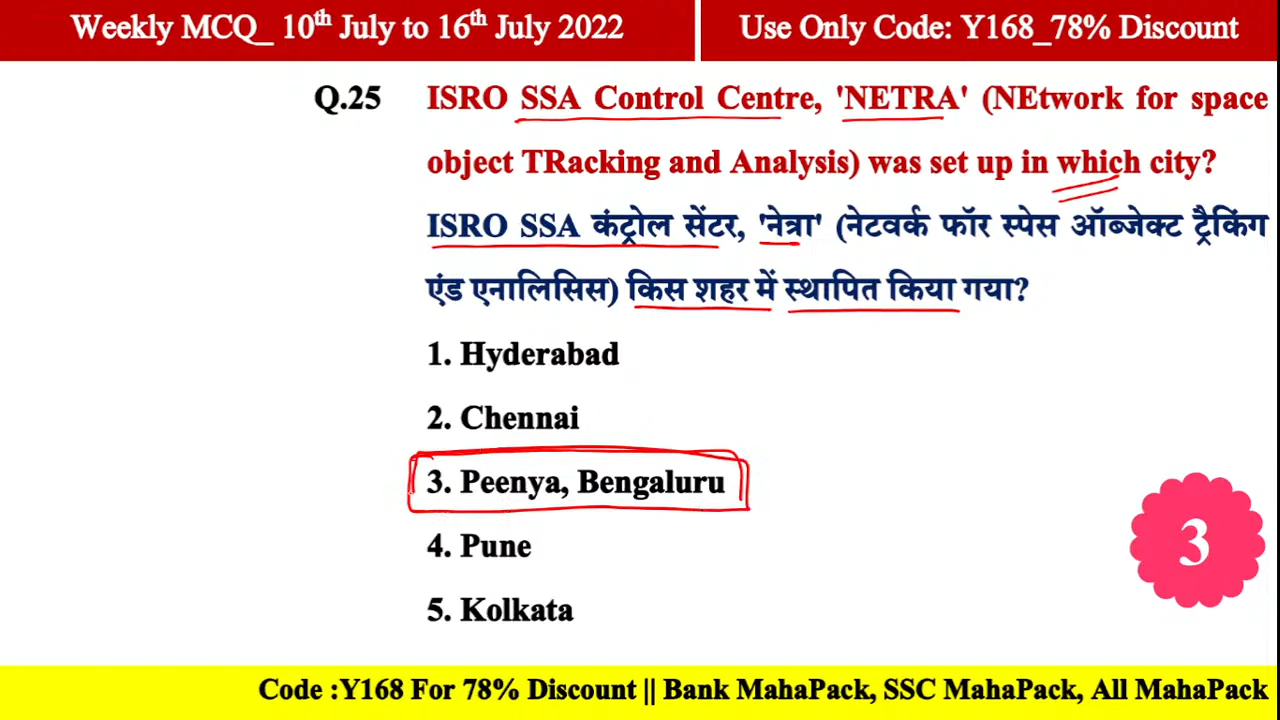 Weekly MCQ_ 10th July to 16th July 2022
Use Only Code: Y168_78% Discount
Q.25 ISRO SSA Control Centre, 'NETRA' (NEtwork for space
object TRacking and Analysis) was set up in which city?
ISRO SSA कंट्रोल सेंटर, 'नेत्रा' (नेटवर्क फॉर स्पेस ऑब्जेक्ट ट्रैकिंग
एंड एनालिसिस) किस शहर में स्थापित किया गया?
1. Hyderabad
2. Chennai
3. Peenya, Bengaluru
4. Pune
5. Kolkata
3
Code :Y168 For 78% Discount || Bank MahaPack, SSC MahaPack, All MahaPack